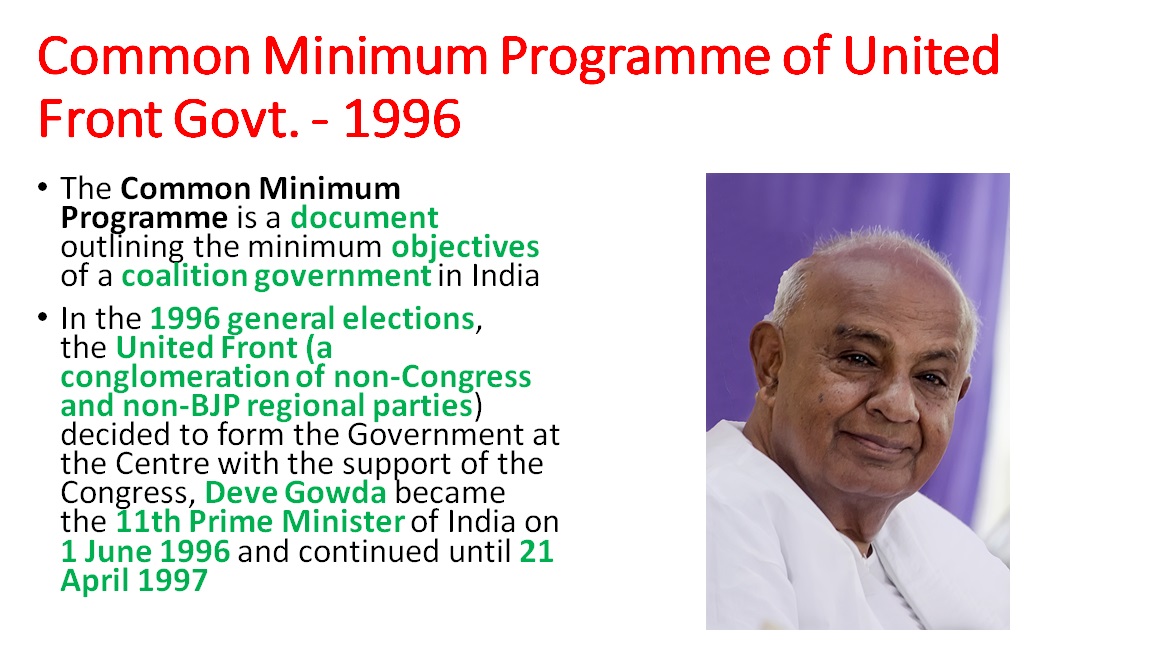 Common Minimum Programme of United
Front Govt. - 1996
• The Common Minimum
Programme is a document
outlining the minimum objectives
of a coalition government in India
• In the 1996 general elections,
the United Front (a
conglomeration of non-Congress
and non-BJP regional parties)
decided to form the Government at
the Centre with the support of the
Congress, Deve Gowda became
the 11th Prime Minister of India on
1 June 1996 and continued until 21
April 1997